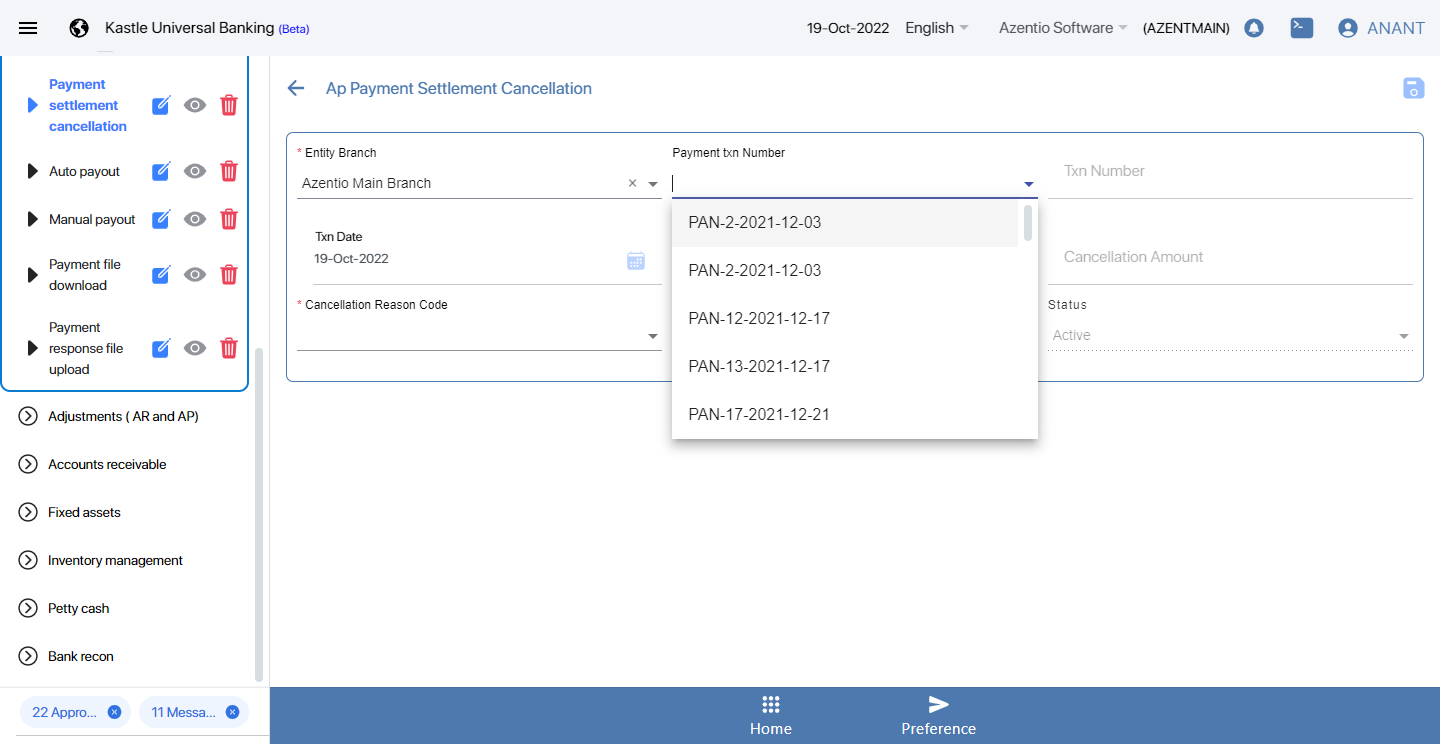 Kastle Universal Banking (Beta)
19-Oct-2022
English
Azentio Software
(AZENTMAIN)
ANANT
Payment
settlement
cancellation
Auto payout
Manual payout
Payment file
download
Payment
response file
upload
Adjustments ( AR and AP)
Accounts receivable
Fixed assets
Inventory management
Petty cash
Bank recon
22 Appro...
11 Messa...
Ap Payment Settlement Cancellation
* Entity Branch
Azentio Main Branch
Payment txn Number
Txn Number
PAN-2-2021-12-03
PAN-2-2021-12-03
PAN-12-2021-12-17
PAN-13-2021-12-17
PAN-17-2021-12-21
Txn Date
19-Oct-2022
Cancellation Amount
* Cancellation Reason Code
Status
Active
Home
Preference